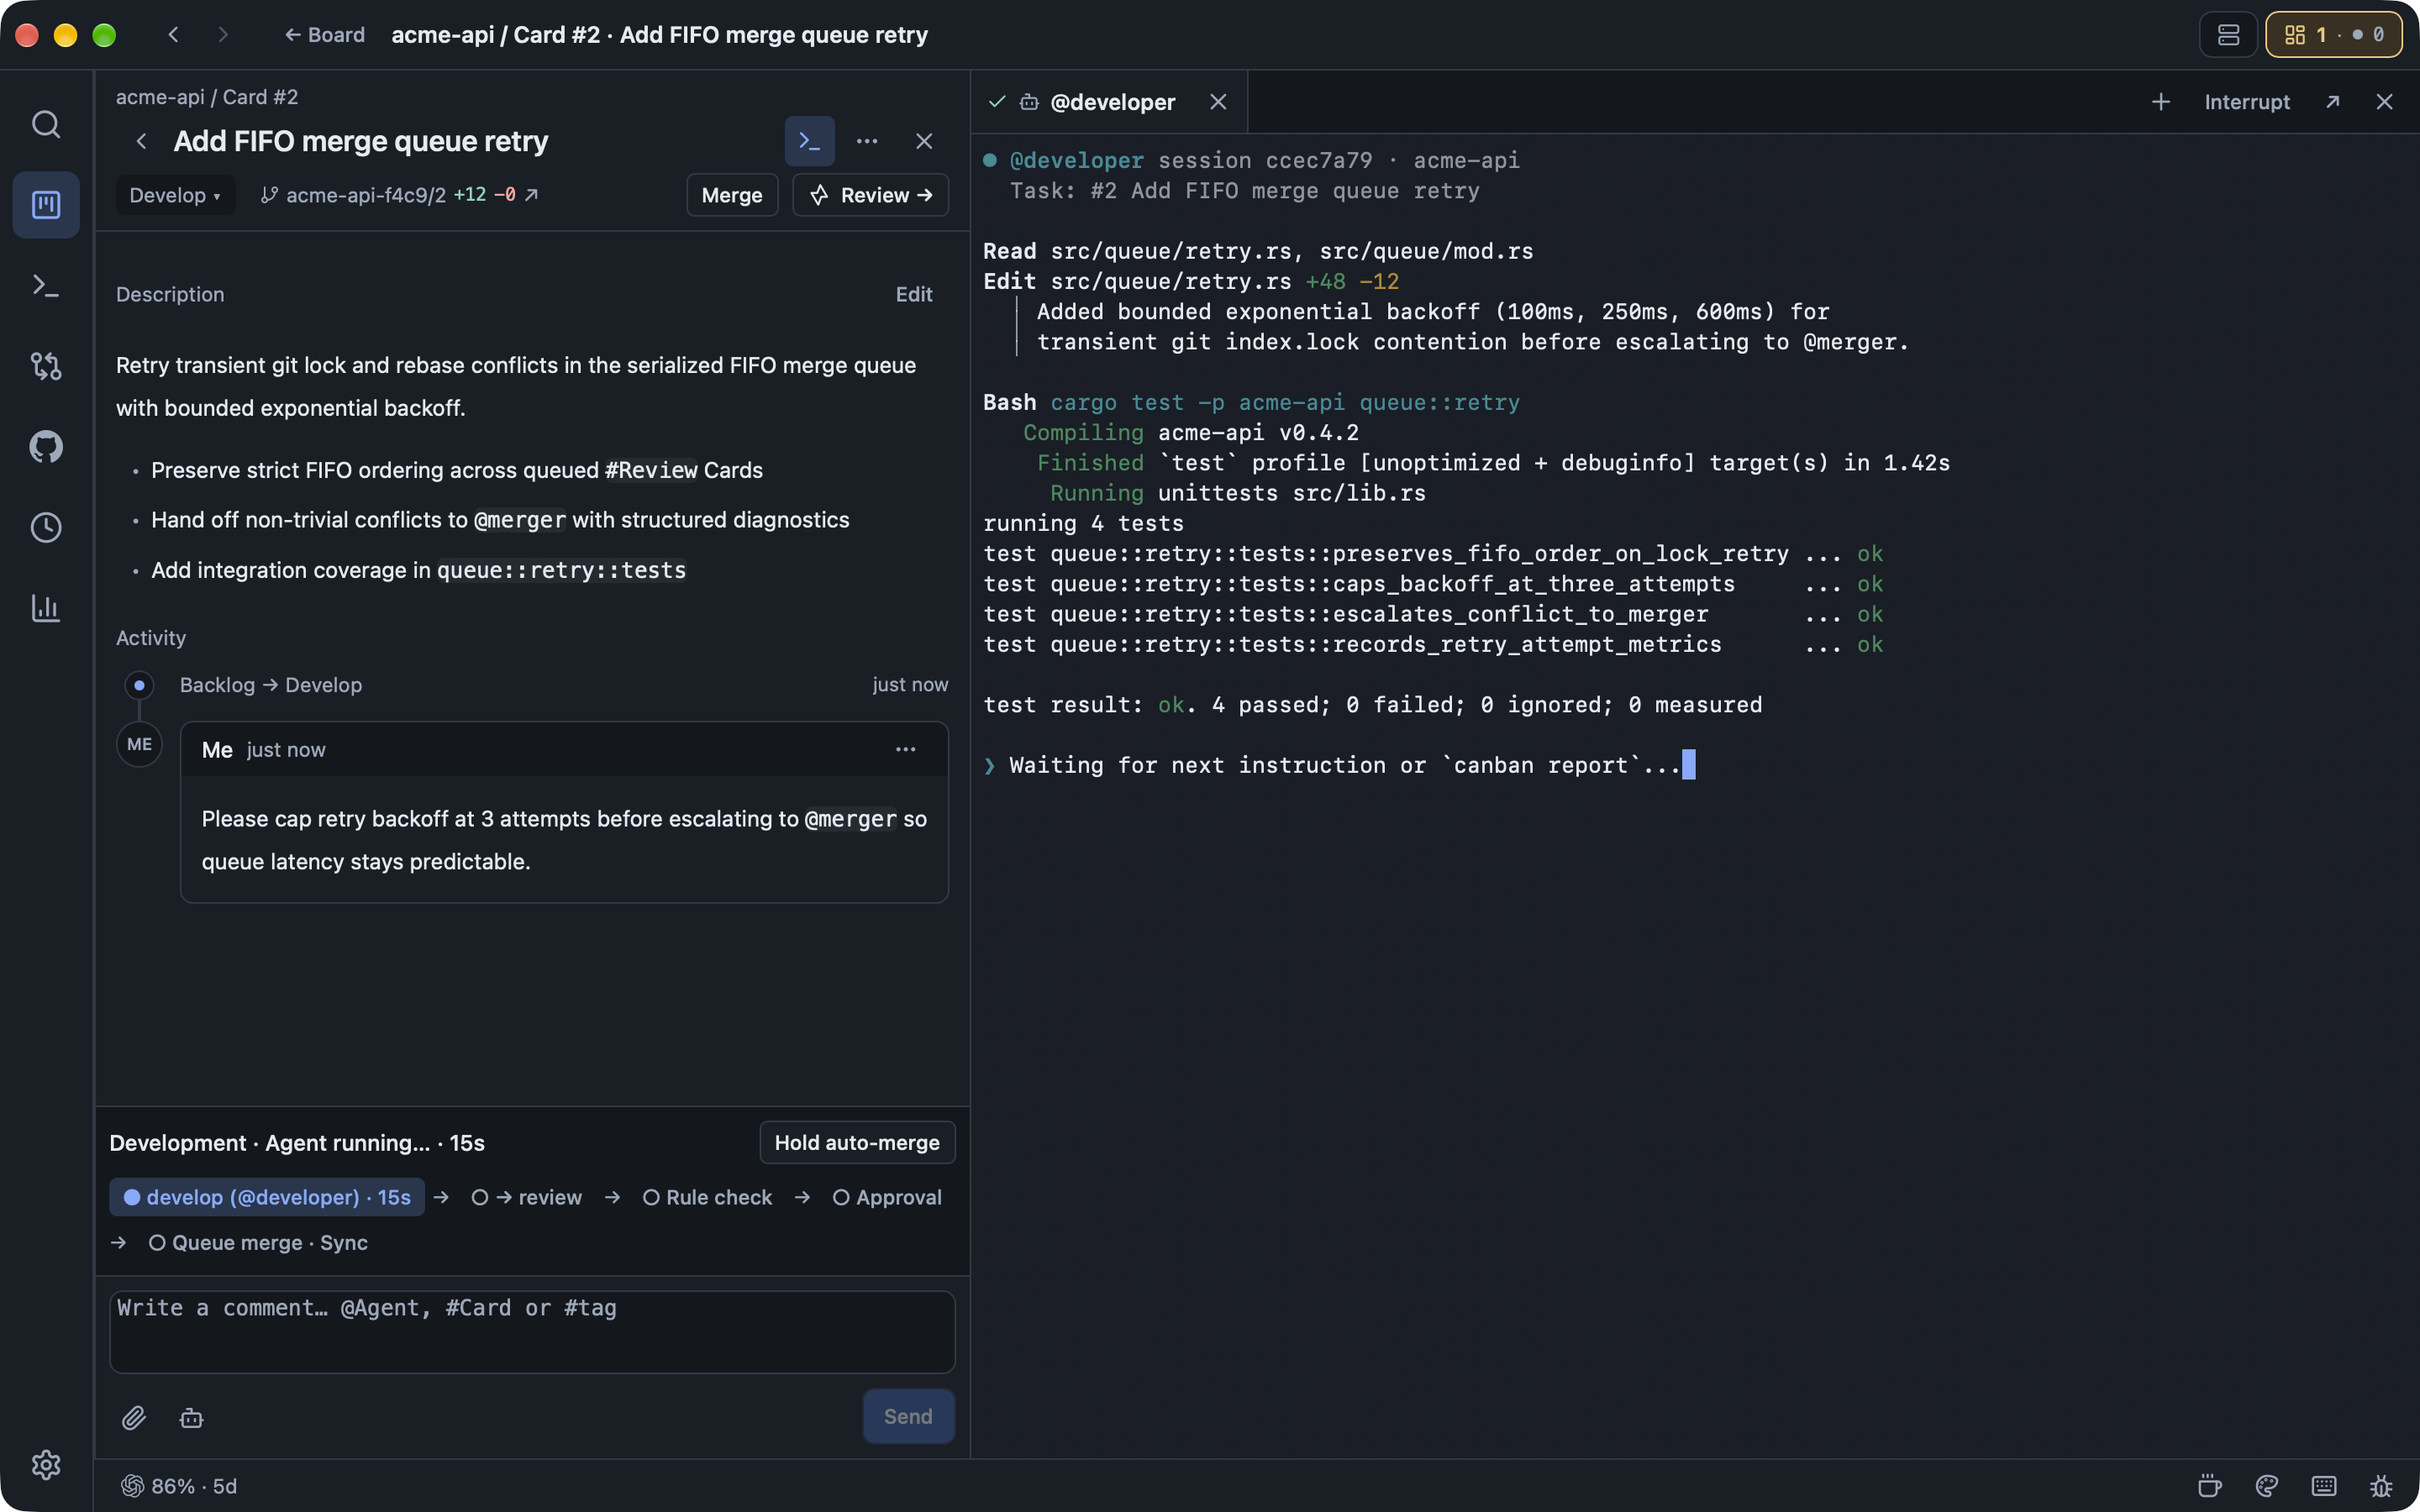 ← Board acme-api / Card #2 · Add FIFO merge queue retry
1 · ● 0
acme-api / Card #2
Add FIFO merge queue retry
Develop ▾ acme-api-f4c9/2 +12 −0 ↗ Merge Review →
Description Edit
Retry transient git lock and rebase conflicts in the serialized FIFO merge queue
with bounded exponential backoff.
• Preserve strict FIFO ordering across queued #Review Cards
• Hand off non-trivial conflicts to @merger with structured diagnostics
• Add integration coverage in queue::retry::tests
Activity
Backlog → Develop just now
ME
Me just now
Please cap retry backoff at 3 attempts before escalating to @merger so
queue latency stays predictable.
Development · Agent running... · 15s Hold auto-merge
develop (@developer) · 15s → → review → Rule check → Approval
→ Queue merge · Sync
Write a comment… @Agent, #Card or #tag
Send
86% · 5d
@developer
Interrupt
● @developer session ccec7a79 · acme-api
Task: #2 Add FIFO merge queue retry
Read src/queue/retry.rs, src/queue/mod.rs
Edit src/queue/retry.rs +48 −12
Added bounded exponential backoff (100ms, 250ms, 600ms) for
transient git index.lock contention before escalating to @merger.
Bash cargo test -p acme-api queue::retry
Compiling acme-api v0.4.2
Finished `test` profile [unoptimized + debuginfo] target(s) in 1.42s
Running unittests src/lib.rs
running 4 tests
test queue::retry::tests::preserves_fifo_order_on_lock_retry ... ok
test queue::retry::tests::caps_backoff_at_three_attempts ... ok
test queue::retry::tests::escalates_conflict_to_merger ... ok
test queue::retry::tests::records_retry_attempt_metrics ... ok
test result: ok. 4 passed; 0 failed; 0 ignored; 0 measured
❯ Waiting for next instruction or `canban report`...